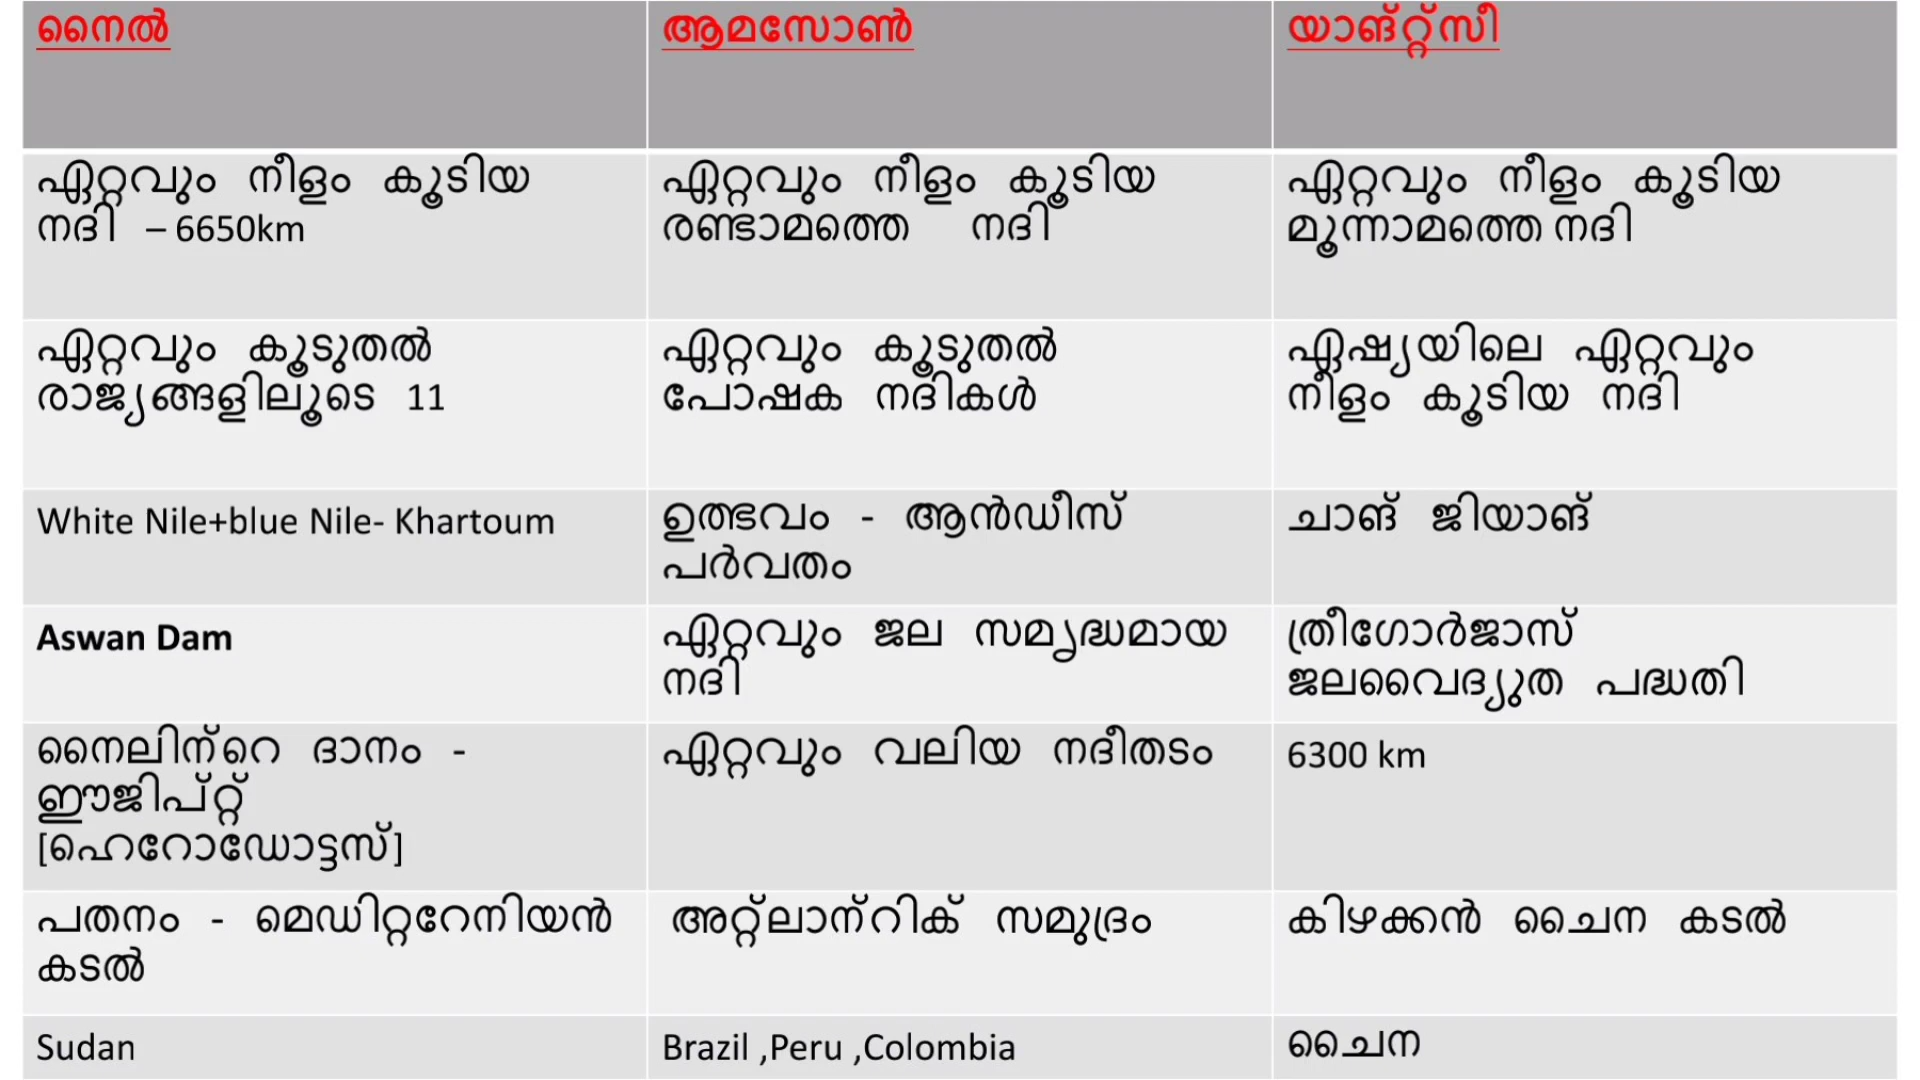 നൈൽ
ആമസോൺ
യാങ്റ്റ്സീ
ഏറ്റവും നീളം കൂടിയ
നദി – 6650km
ഏറ്റവും നീളം കൂടിയ
രണ്ടാമത്തെ നദി
ഏറ്റവും നീളം കൂടിയ
മൂന്നാമത്തെ നദി
ഏറ്റവും കൂടുതൽ
രാജ്യങ്ങളിലൂടെ 11
ഏറ്റവും കൂടുതൽ
പോഷക നദികൾ
ഏഷ്യയിലെ ഏറ്റവും
നീളം കൂടിയ നദി
White Nile+blue Nile- Khartoum
ഉത്ഭവം - ആൻഡീസ്
പർവതം
ചാങ് ജിയാങ്
Aswan Dam
ഏറ്റവും ജല സമൃദ്ധമായ
നദി
ത്രീഗോർജാസ്
ജലവൈദ്യുത പദ്ധതി
നൈലിന്റെ ദാനം -
ഈജിപ്റ്റ്
[ഹെറോഡോട്ടസ്]
ഏറ്റവും വലിയ നദീതടം
6300 km
പതനം - മെഡിറ്ററേനിയൻ
കടൽ
അറ്റ്ലാന്റിക് സമുദ്രം
കിഴക്കൻ ചൈന കടൽ
Sudan
Brazil ,Peru ,Colombia
ചൈന